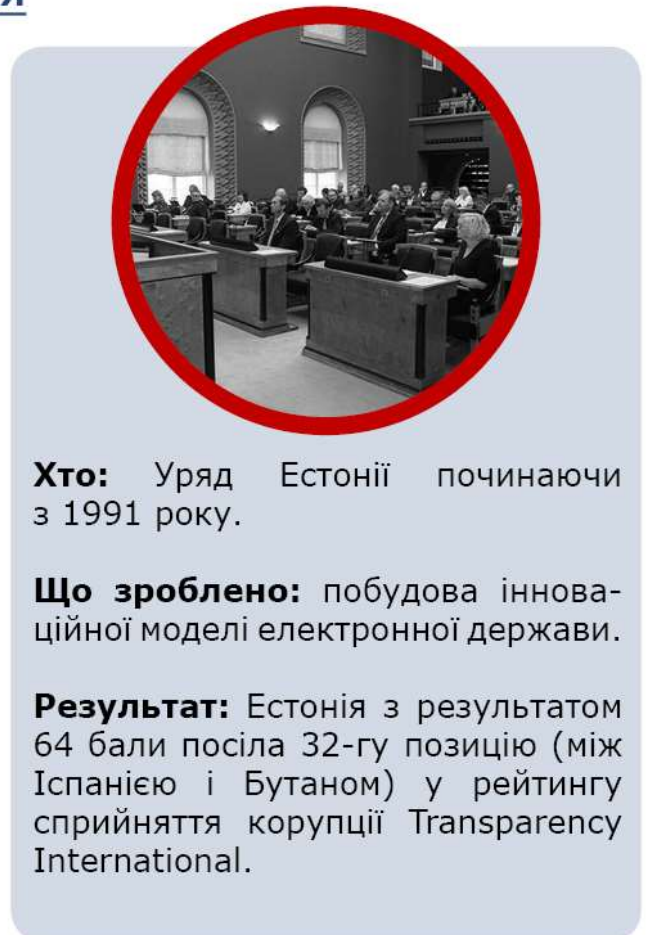 я
Хто: Уряд Естонії починаючи
з 1991 року.
Що зроблено: побудова іннова-
ційної моделі електронної держави.
Результат: Естонія з результатом
64 бали посіла 32-гу позицію (між
Іспанією і Бутаном) у рейтингу
сприйняття корупції Transparency
International.